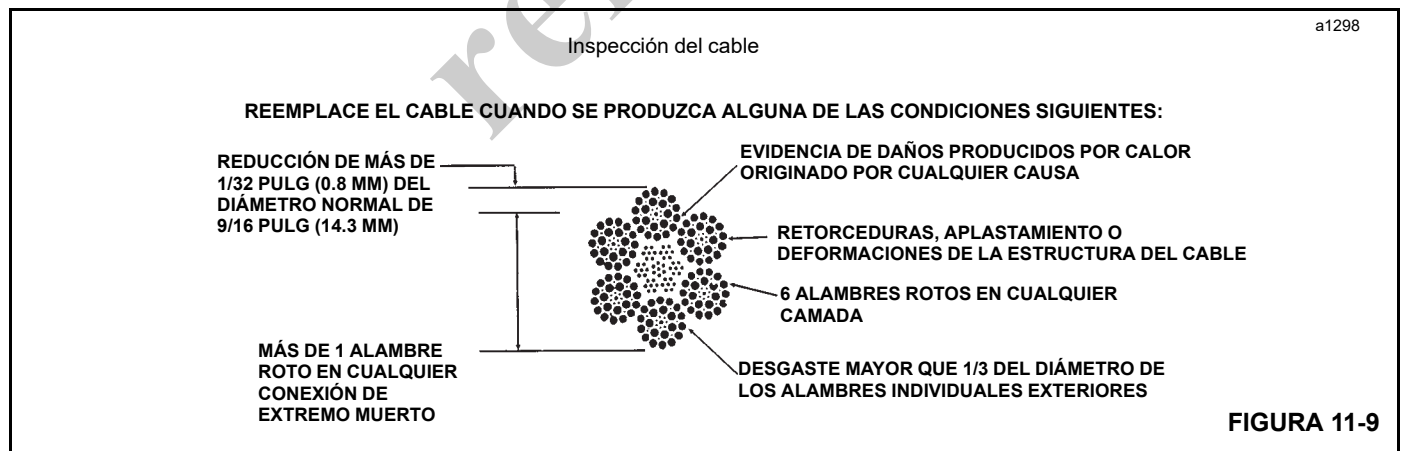 a1298
Inspección del cable
REEMPLACE EL CABLE CUANDO SE PRODUZCA ALGUNA DE LAS CONDICIONES SIGUIENTES:
REDUCCIÓN DE MÁS DE
1/32 PULG (0.8 MM) DEL
DIÁMETRO NORMAL DE
9/16 PULG (14.3 MM)
EVIDENCIA DE DAÑOS PRODUCIDOS POR CALOR
ORIGINADO POR CUALQUIER CAUSA
RETORCEDURAS, APLASTAMIENTO O
DEFORMACIONES DE LA ESTRUCTURA DEL CABLE
6 ALAMBRES ROTOS EN CUALQUIER
CAMADA
MÁS DE 1 ALAMBRE
ROTO EN CUALQUIER
CONEXIÓN DE
EXTREMO MUERTO
DESGASTE MAYOR QUE 1/3 DEL DIÁMETRO DE
LOS ALAMBRES INDIVIDUALES EXTERIORES
FIGURA 11-9